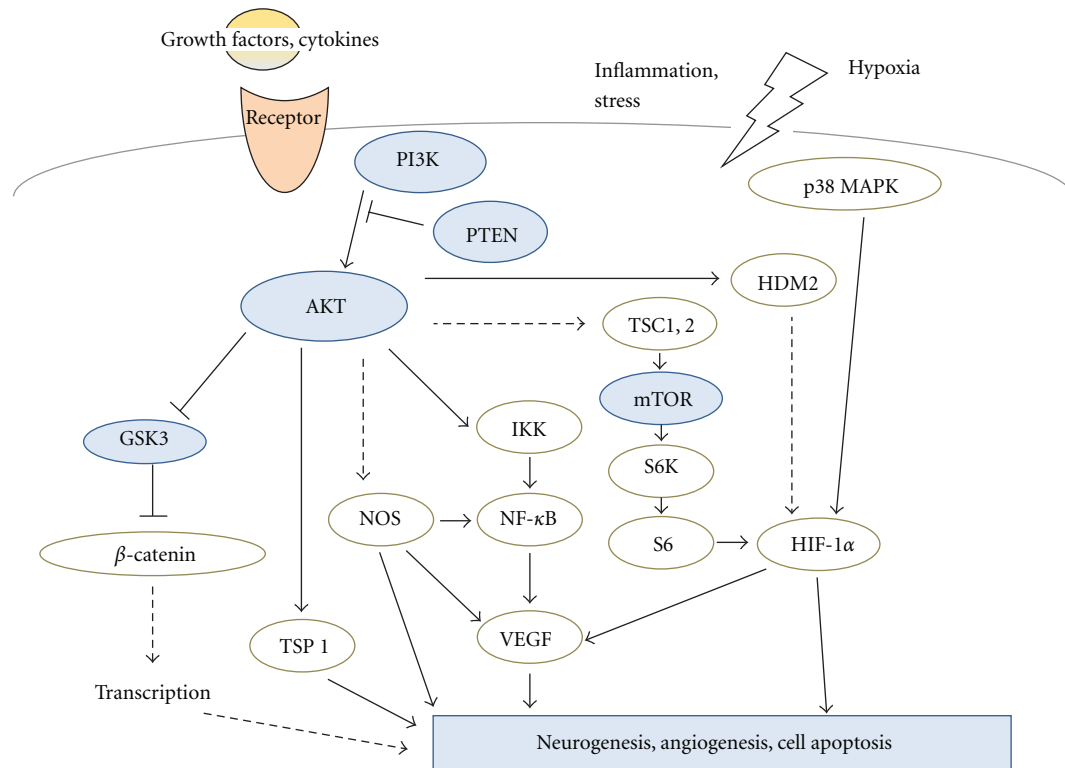 Growth factors, cytokines
Inflammation,
stress
Hypoxia
Receptor
PI3K
p38 MAPK
PTEN
HDM2
AKT
TSC1, 2
mTOR
GSK3
IKK
S6K
NOS
NF-κB
S6
HIF-1α
β-catenin
TSP 1
VEGF
Transcription
Neurogenesis, angiogenesis, cell apoptosis